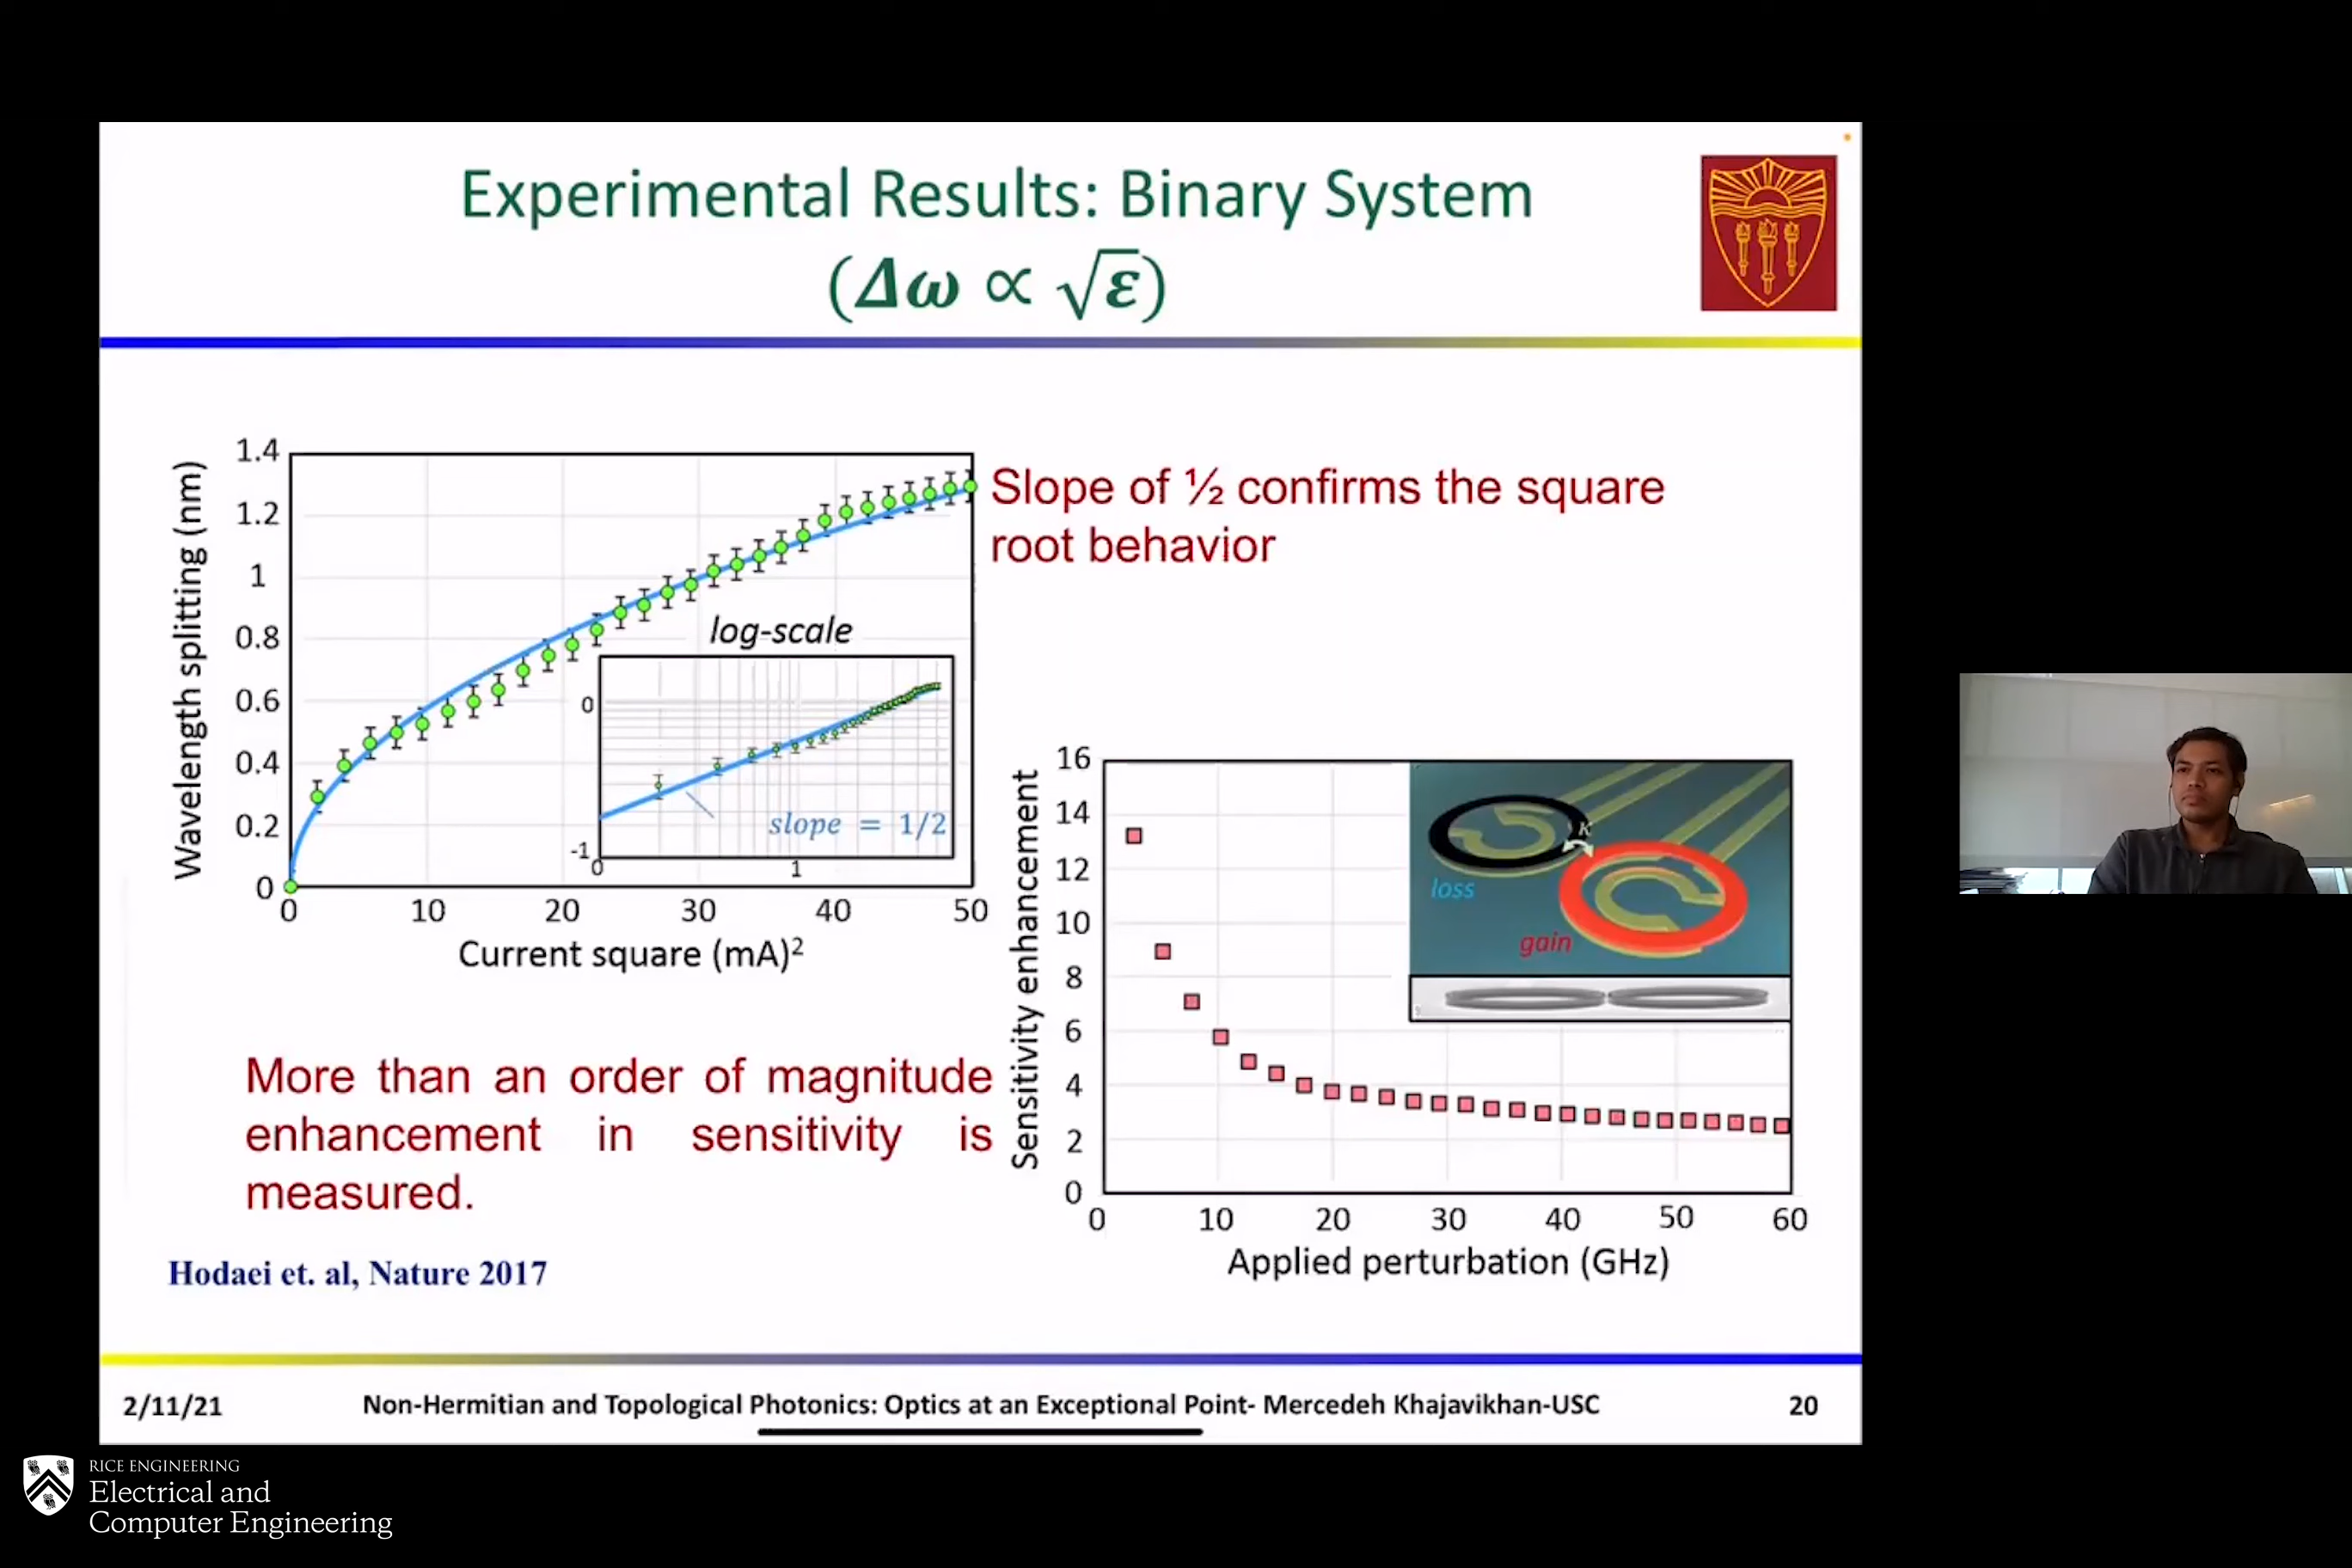 Experimental Results: Binary System
(Δω ∝ √ε)
Wavelength splitting (nm)
1.4
1.2
1
0.8
0.6
0.4
0.2
0
0
10
20
30
40
50
Current square (mA)²
log-scale
0
-1
0
1
slope = 1/2
Slope of ½ confirms the square
root behavior
More than an order of magnitude
enhancement in sensitivity is
measured.
Sensitivity enhancement
16
14
12
10
8
6
4
2
0
0
10
20
30
40
50
60
Applied perturbation (GHz)
K
loss
gain
Hodaei et. al, Nature 2017
2/11/21
Non-Hermitian and Topological Photonics: Optics at an Exceptional Point- Mercedeh Khajavikhan-USC
20
RICE ENGINEERING
Electrical and
Computer Engineering